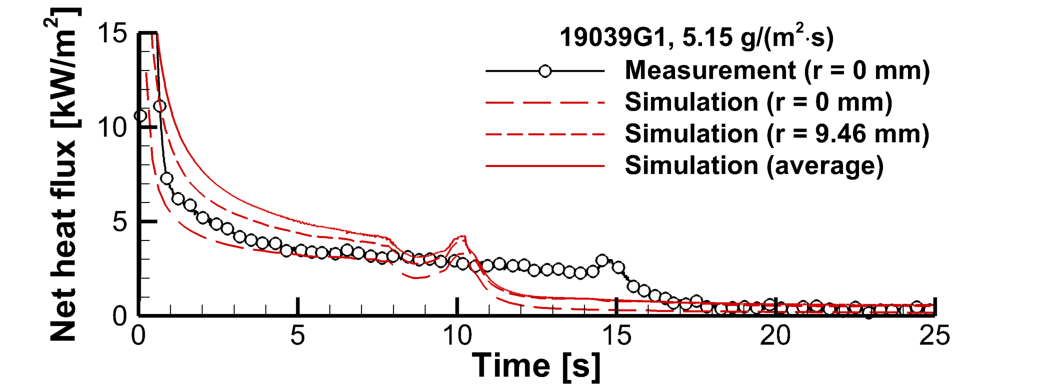 Net heat flux [kW/m²]
15
10
5
0
19039G1, 5.15 g/(m²·s)
Measurement (r = 0 mm)
Simulation (r = 0 mm)
Simulation (r = 9.46 mm)
Simulation (average)
0 5 10 15 20 25
Time [s]